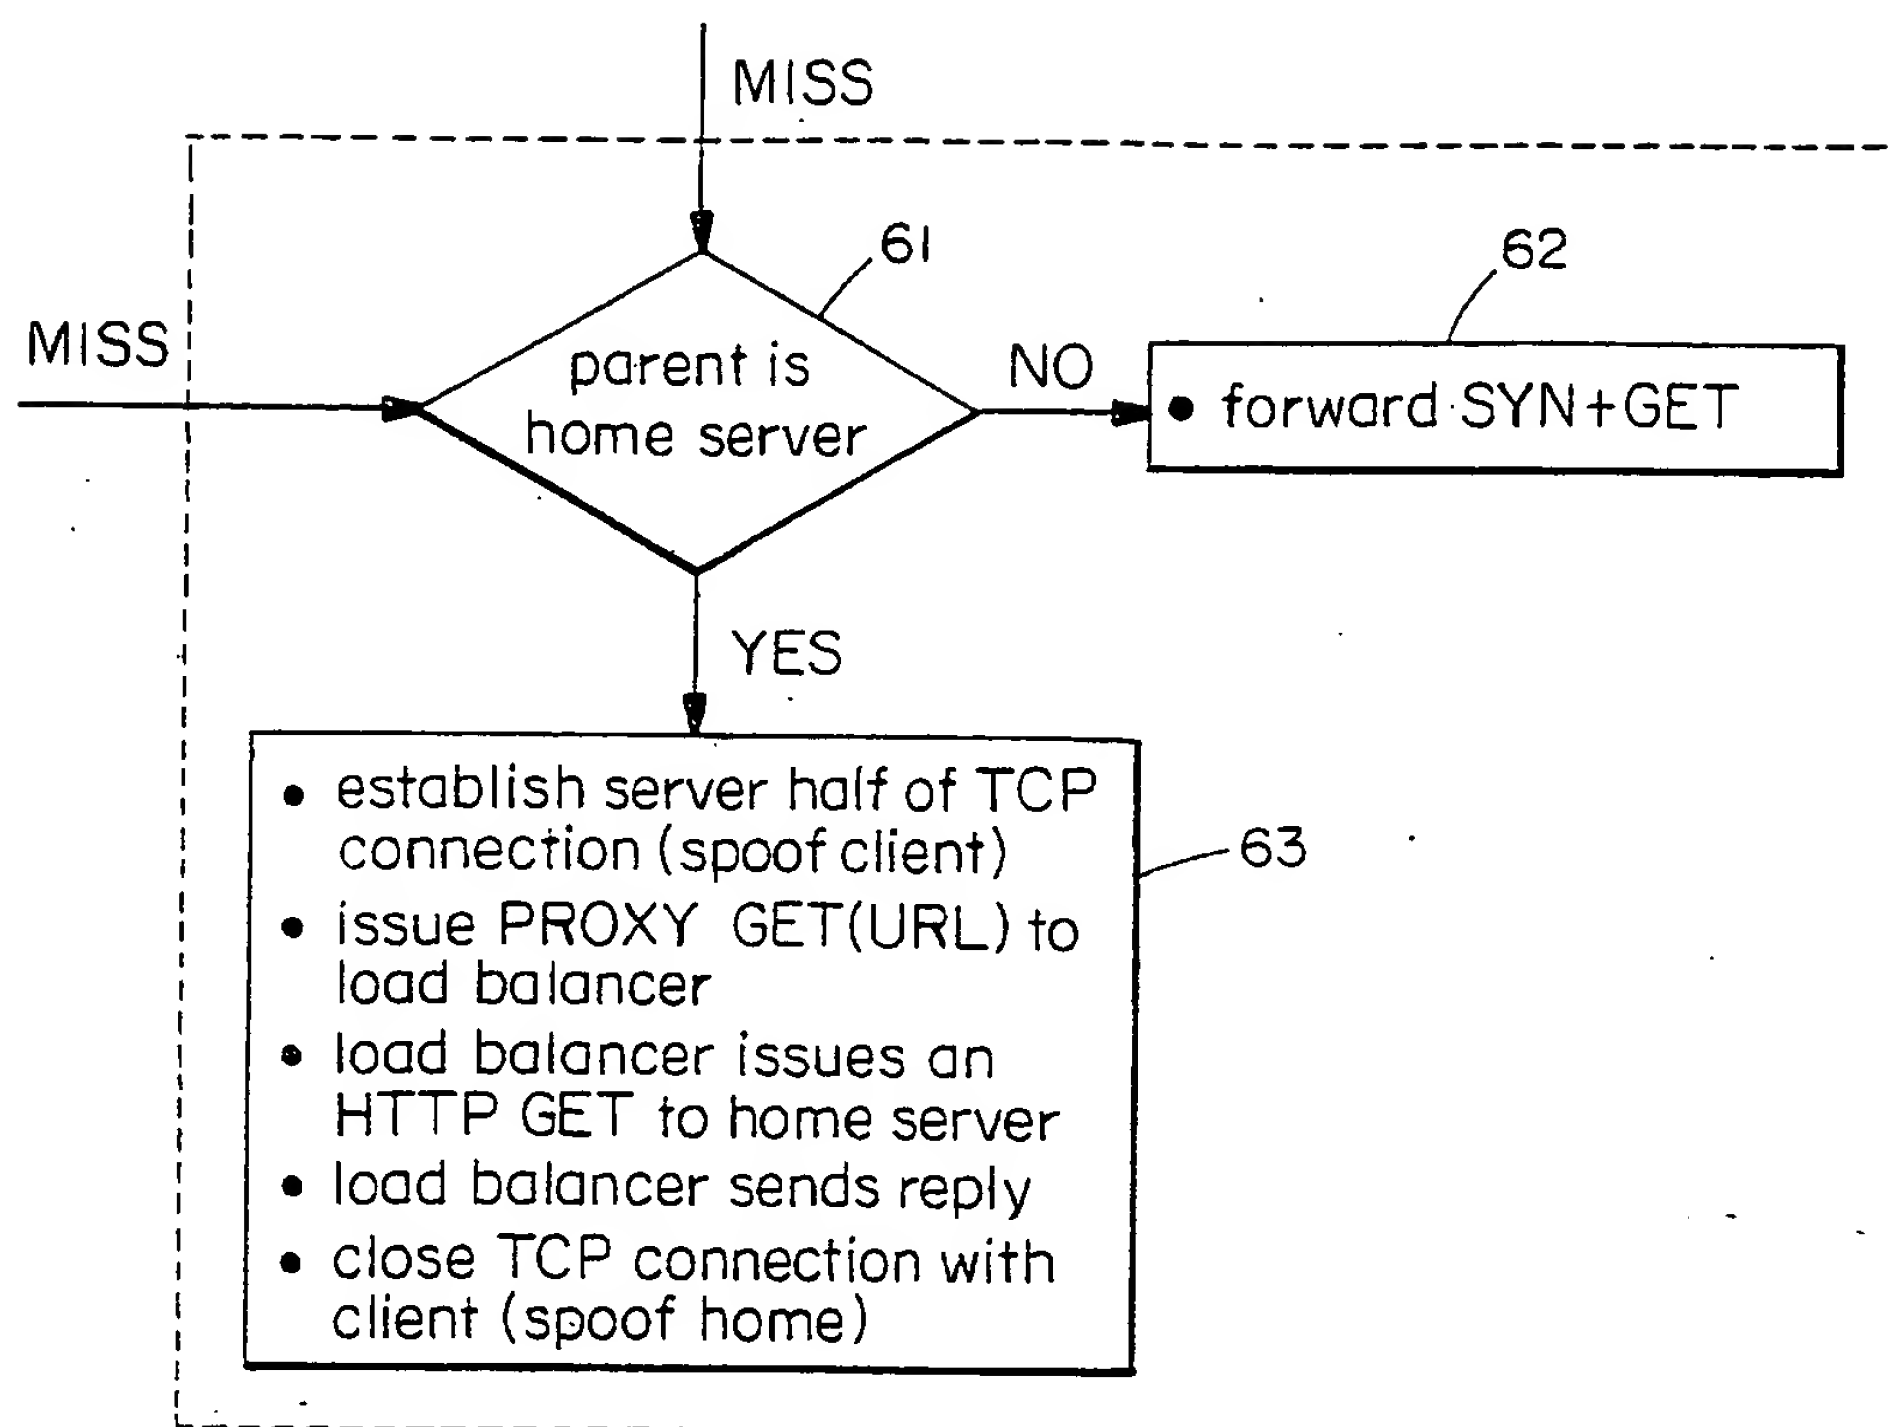 MISS
61
62
MISS
parent is
home server
NO
• forward SYN+GET
YES
• establish server half of TCP
connection (spoof client)
63
• issue PROXY GET(URL) to
load balancer
• load balancer issues an
HTTP GET to home server
• load balancer sends reply
• close TCP connection with
client (spoof home)